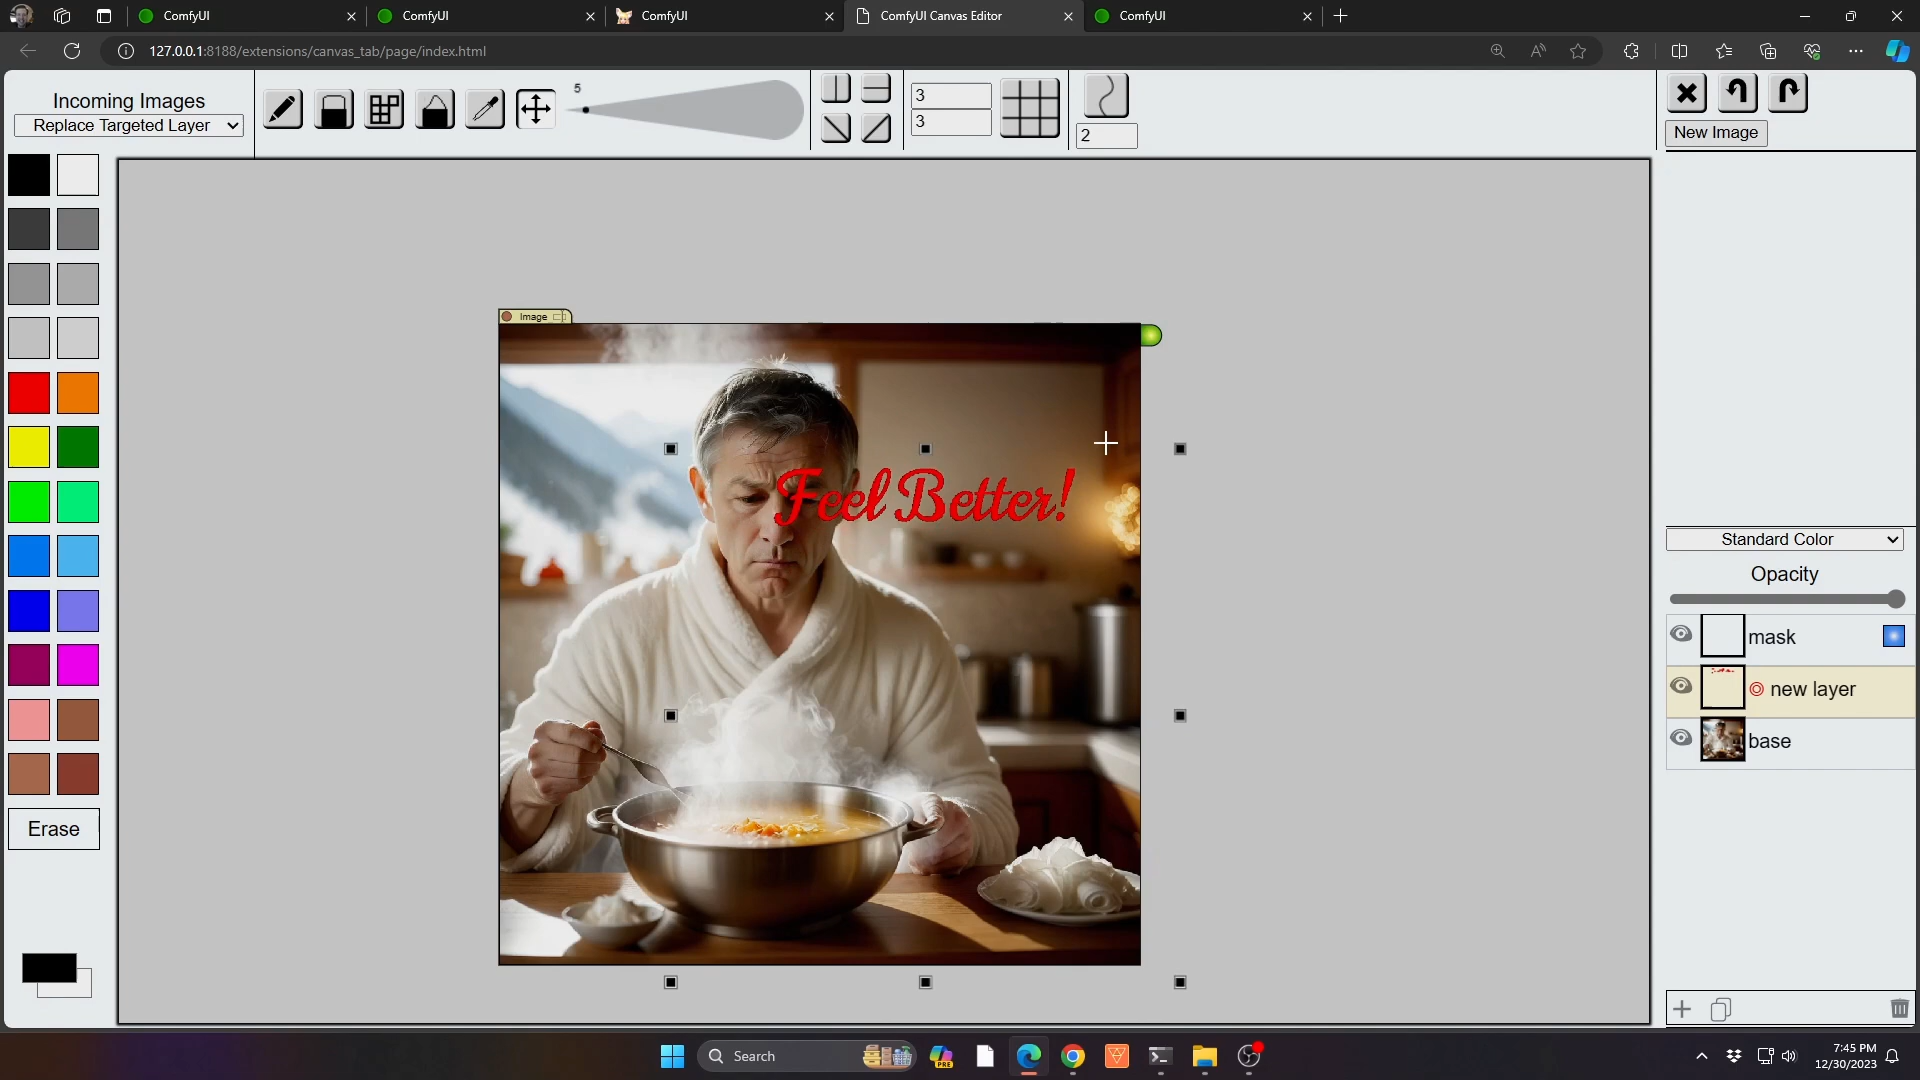 ComfyUI
ComfyUI
ComfyUI
ComfyUI Canvas Editor
ComfyUI
127.0.0.1:8188/extensions/canvas_tab/page/index.html
Incoming Images
Replace Targeted Layer
5
3
3
2
New Image
Image
Feel Better!
Standard Color
Opacity
mask
new layer
base
Erase
Search
PRE
7:45 PM
12/30/2023